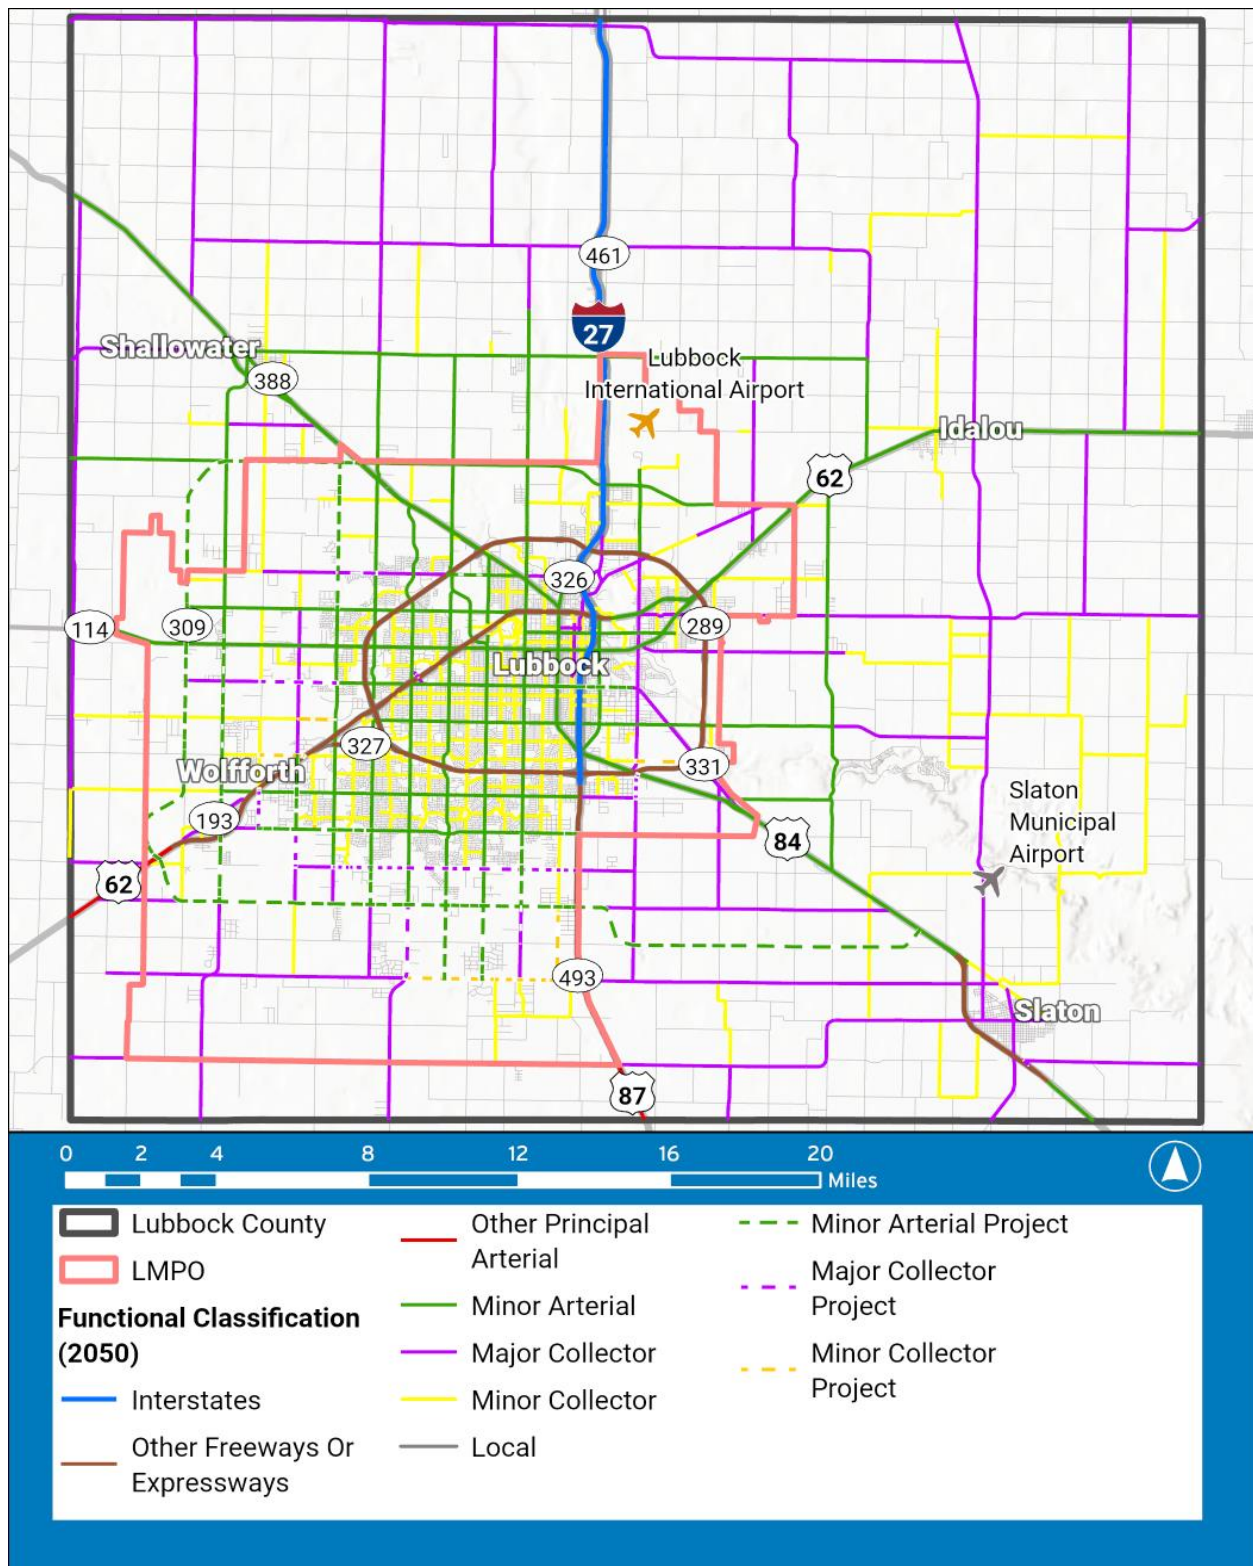 461
27
Shallowater
388
Lubbock
International Airport
Idalou
62
326
114
309
289
Lubbock
327
331
Wolfforth
193
Slaton
Municipal
Airport
84
62
493
Slaton
87
0 2 4 8 12 16 20
Miles
Lubbock County
LMPO
Functional Classification
(2050)
Interstates
Other Freeways Or
Expressways
Other Principal
Arterial
Minor Arterial
Major Collector
Minor Collector
Local
Minor Arterial Project
Major Collector
Project
Minor Collector
Project